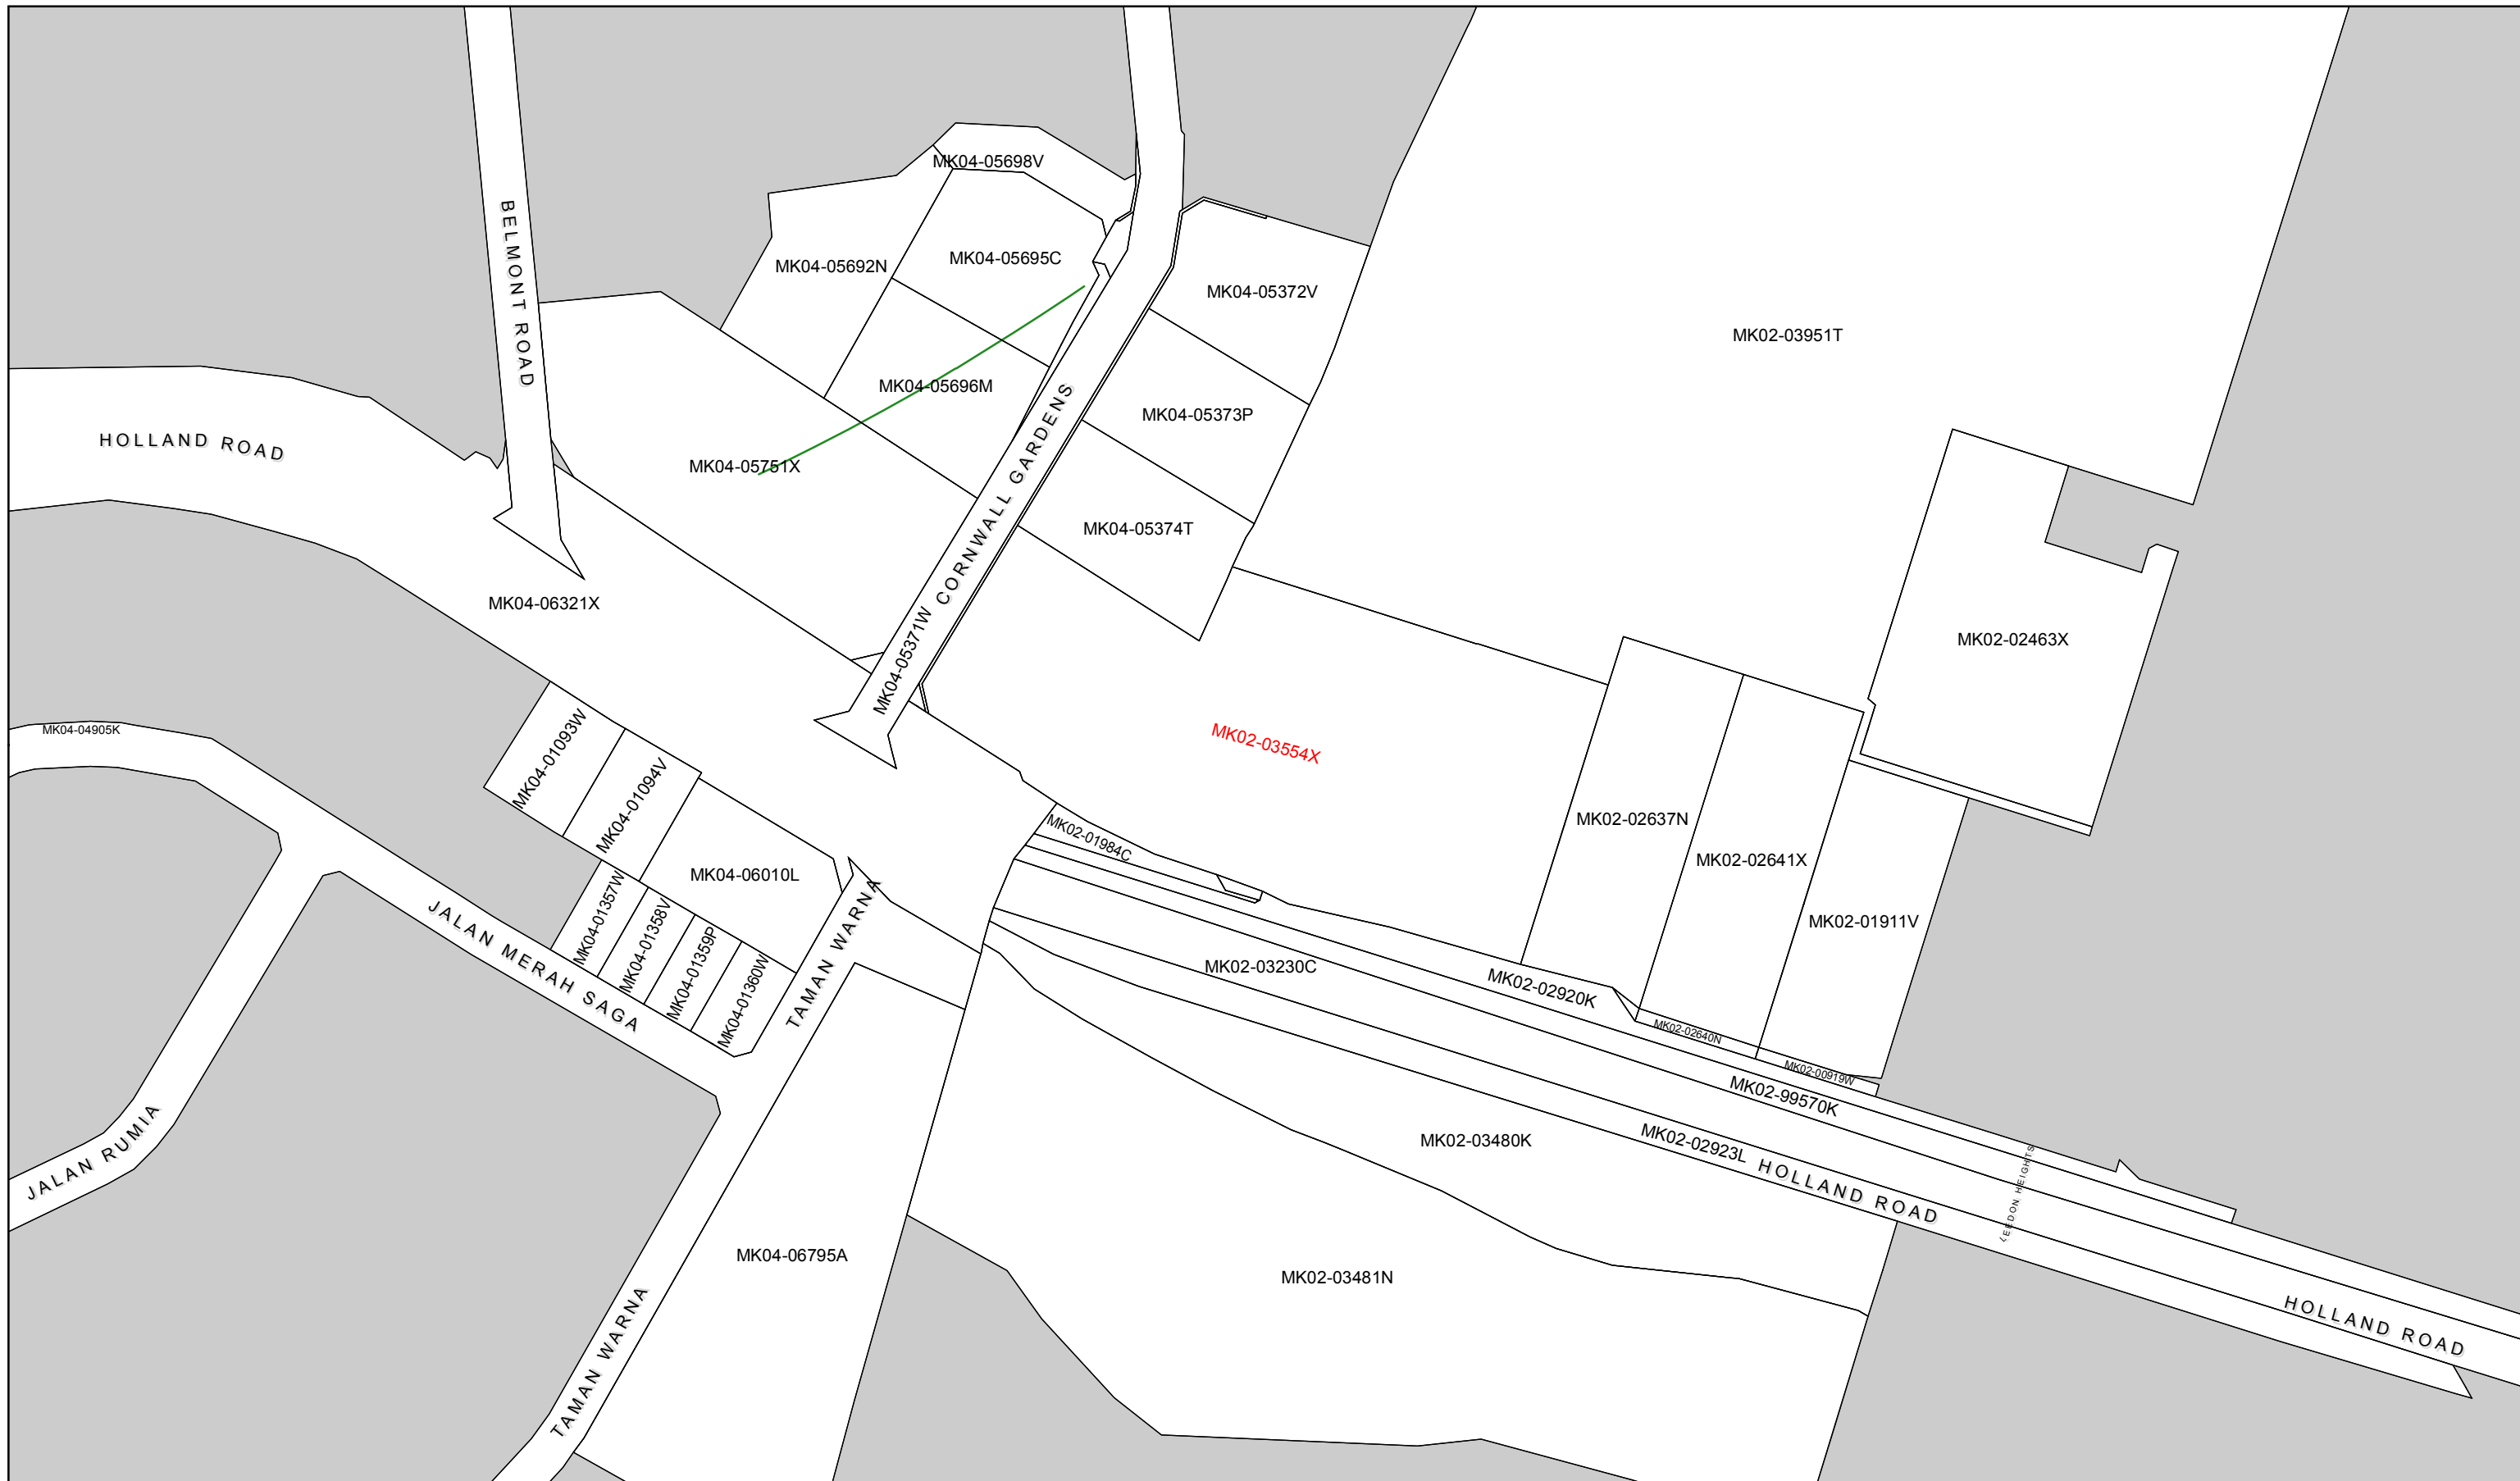 MK04-05698V
BELMONT ROAD
MK04-05695C
MK04-05692N
MK04-05372V
MK02-03951T
MK04-05696M
MK04-05373P
HOLLAND ROAD
MK04-05751X
CORNWALL GARDENS
MK04-05374T
MK04-06321X
MK02-02463X
MK04-05371W
MK04-04905K
MK02-03554X
MK04-01093W
MK04-01094V
MK02-01984C
MK02-02637N
MK02-02641X
MK04-06010L
MK02-01911V
MK04-01357W
MK04-01358V
MK04-01359P
MK04-01360W
JALAN MERAH SAGA
TAMAN WARNA
MK02-03230C
MK02-02920K
MK02-02640N
MK02-00919W
MK02-99570K
JALAN RUMIA
MK02-03480K
MK02-02923L
HOLLAND ROAD
LEEDON HEIGHTS
MK04-06795A
MK02-03481N
HOLLAND ROAD
TAMAN WARNA